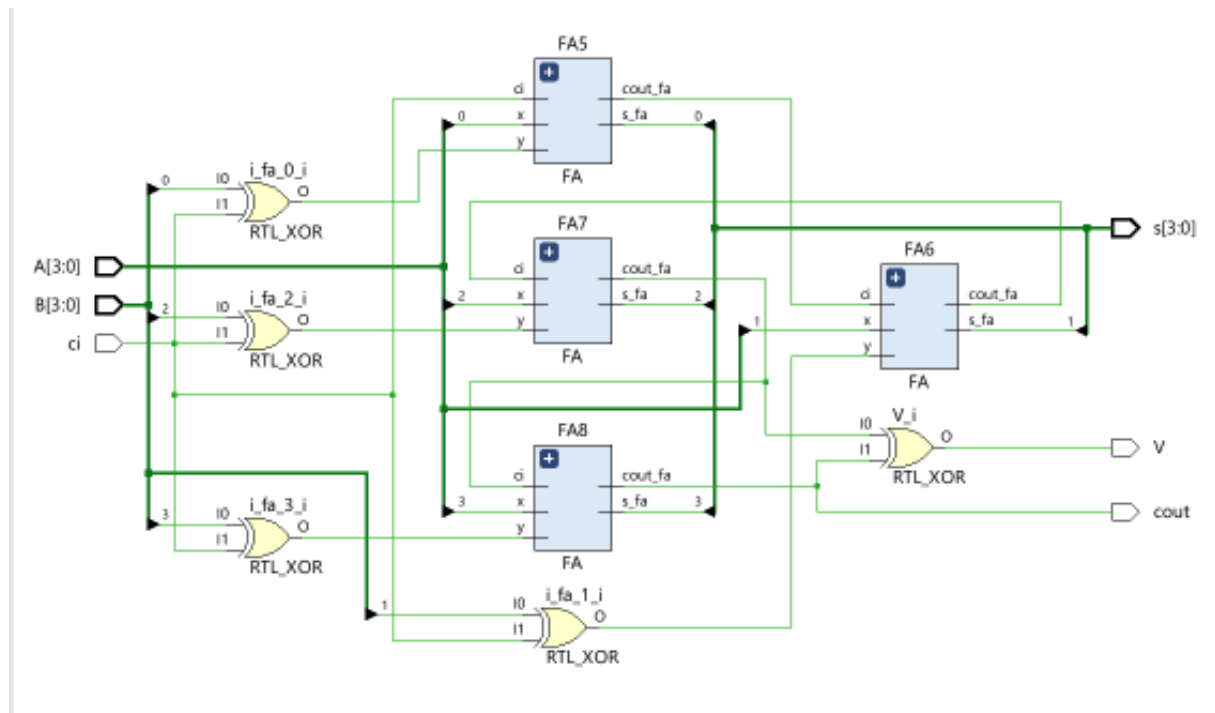 FA5
ci
cout_fa
x
0
s_fa
0
y
FA
i_fa_0_i
0
I0
O
I1
RTL_XOR
FA7
ci
cout_fa
2
x
s_fa
2
y
FA
s[3:0]
FA6
ci
cout_fa
1
x
s_fa
1
y
FA
A[3:0]
B[3:0]
ci
i_fa_2_i
2
I0
O
I1
RTL_XOR
FA8
ci
cout_fa
3
x
s_fa
3
y
FA
V_i
I0
O
I1
RTL_XOR
V
cout
i_fa_3_i
3
I0
O
I1
RTL_XOR
i_fa_1_i
1
I0
O
I1
RTL_XOR